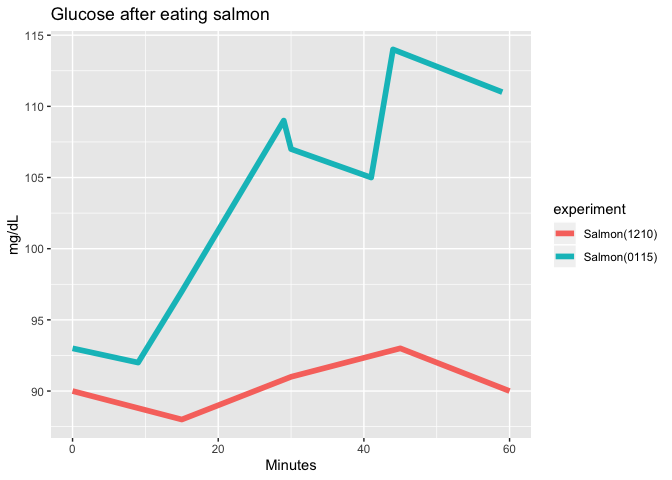 Glucose after eating salmon
115
110
105
100
95
90
mg/dL
0 20 40 60
Minutes
experiment
Salmon(1210)
Salmon(0115)